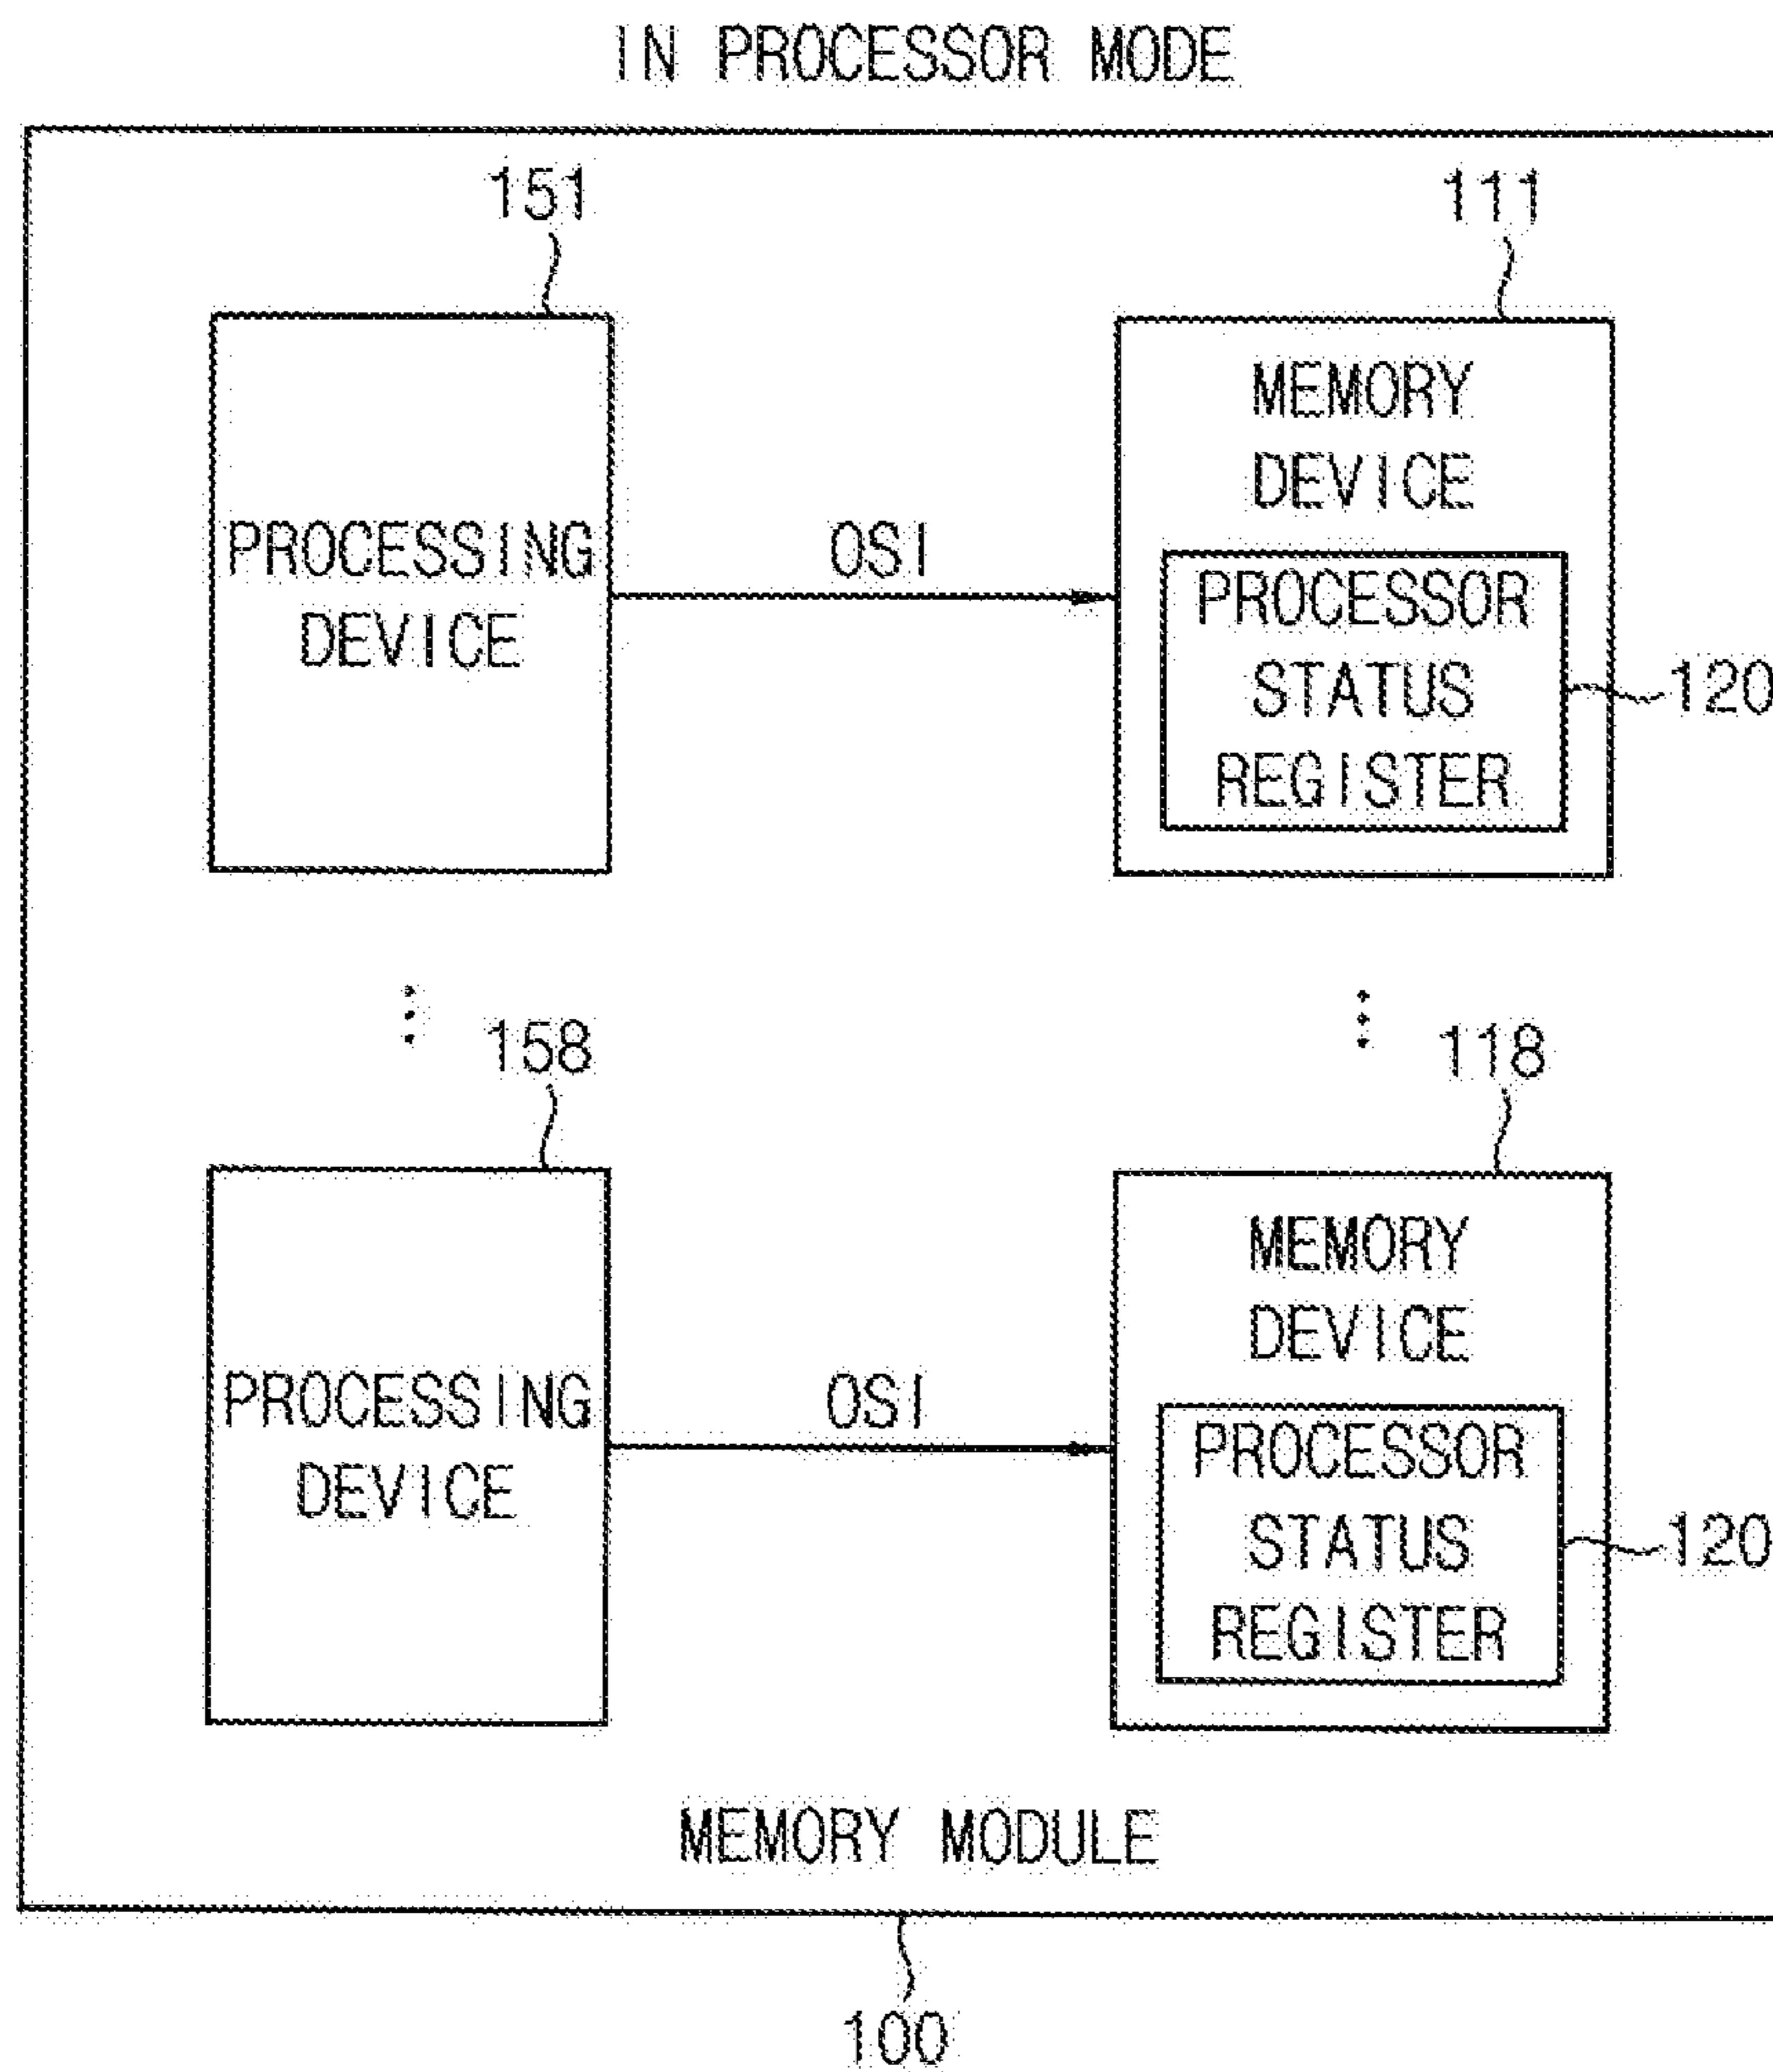 IN PROCESSOR MODE
151
111
PROCESSING
DEVICE
OSI
MEMORY
DEVICE
PROCESSOR
STATUS
REGISTER
120
158
118
PROCESSING
DEVICE
OSI
MEMORY
DEVICE
PROCESSOR
STATUS
REGISTER
120
MEMORY MODULE
100